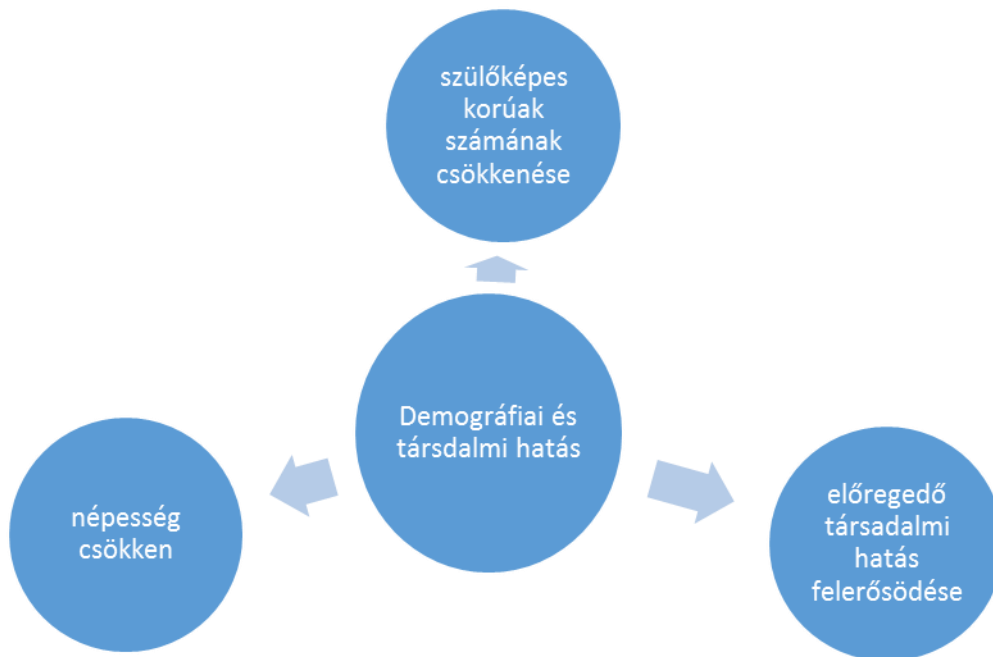 szülőképes
korúak
számának
csökkenése
Demográfiai és
társdalmi hatás
népesség
csökken
előregedő
társadalmi
hatás
felerősödése